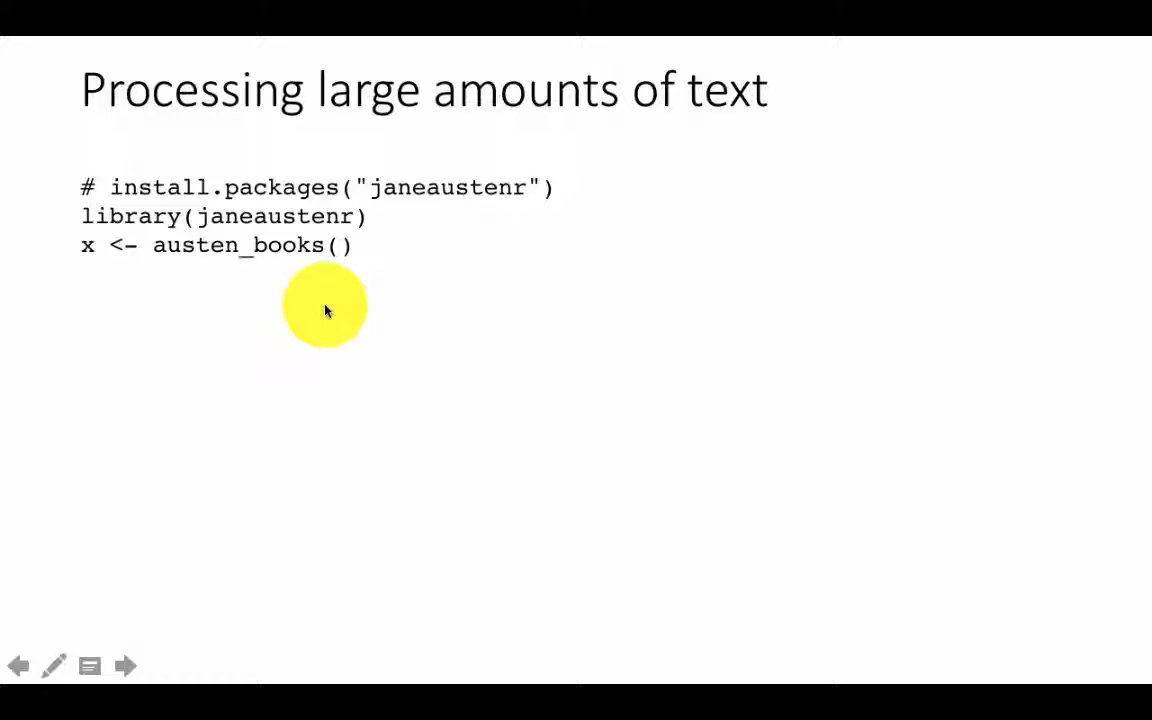 Processing large amounts of text
# install.packages("janeaustenr")
library(janeaustenr)
x <- austen_books()